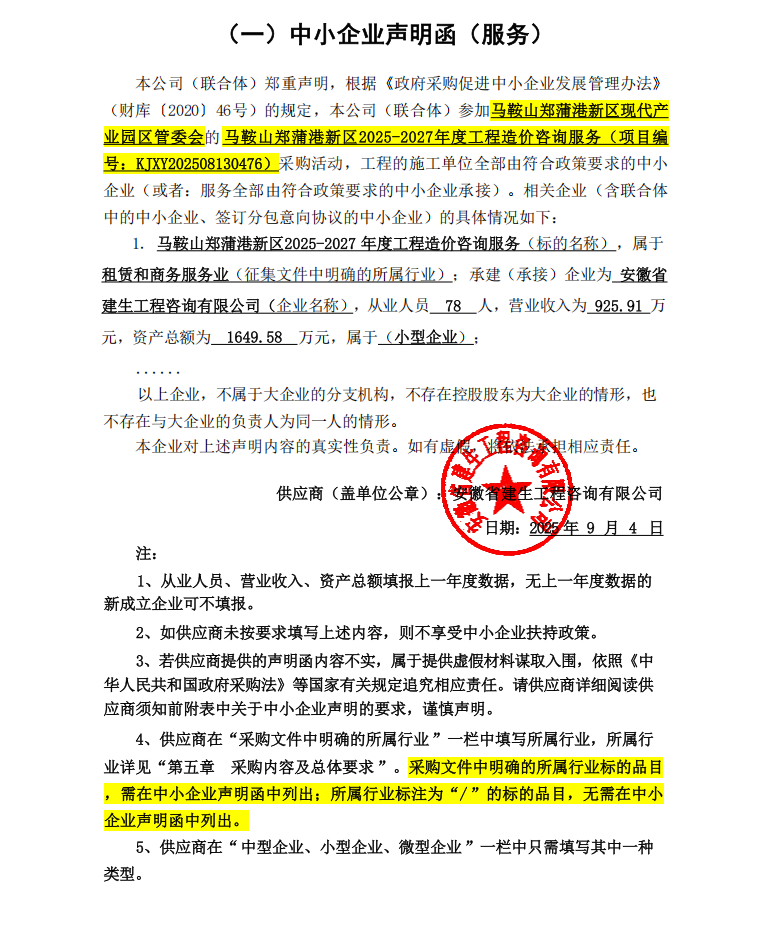 （一）中小企业声明函（服务）
本公司（联合体）郑重声明，根据《政府采购促进中小企业发展管理办法》
（财库〔2020〕46号）的规定，本公司（联合体）参加马鞍山郑蒲港新区现代产
业园区管委会的 马鞍山郑蒲港新区2025-2027年度工程造价咨询服务（项目编
号：KJXY202508130476）采购活动，工程的施工单位全部由符合政策要求的中小
企业（或者：服务全部由符合政策要求的中小企业承接）。相关企业（含联合体
中的中小企业、签订分包意向协议的中小企业）的具体情况如下：
1. 马鞍山郑蒲港新区2025-2027 年度工程造价咨询服务（标的名称），属于
租赁和商务服务业（征集文件中明确的所属行业）；承建（承接）企业为 安徽省
建生工程咨询有限公司（企业名称），从业人员 78 人，营业收入为 925.91 万
元，资产总额为 1649.58 万元，属于（小型企业）；
......
以上企业，不属于大企业的分支机构，不存在控股股东为大企业的情形，也
不存在与大企业的负责人为同一人的情形。
本企业对上述声明内容的真实性负责。如有虚假，将依法承担相应责任。
供应商（盖单位公章）：安徽省建生工程咨询有限公司
安徽省建生工程咨询有限公司
日期：2025 年 9 月 4 日
注：
1、从业人员、营业收入、资产总额填报上一年度数据，无上一年度数据的
新成立企业可不填报。
2、如供应商未按要求填写上述内容，则不享受中小企业扶持政策。
3、若供应商提供的声明函内容不实，属于提供虚假材料谋取入围，依照《中
华人民共和国政府采购法》等国家有关规定追究相应责任。请供应商详细阅读供
应商须知前附表中关于中小企业声明的要求，谨慎声明。
4、供应商在“采购文件中明确的所属行业”一栏中填写所属行业，所属行
业详见“第五章 采购内容及总体要求”。采购文件中明确的所属行业标的品目
，需在中小企业声明函中列出；所属行业标注为“/”的标的品目，无需在中小
企业声明函中列出。
5、供应商在“中型企业、小型企业、微型企业”一栏中只需填写其中一种
类型。